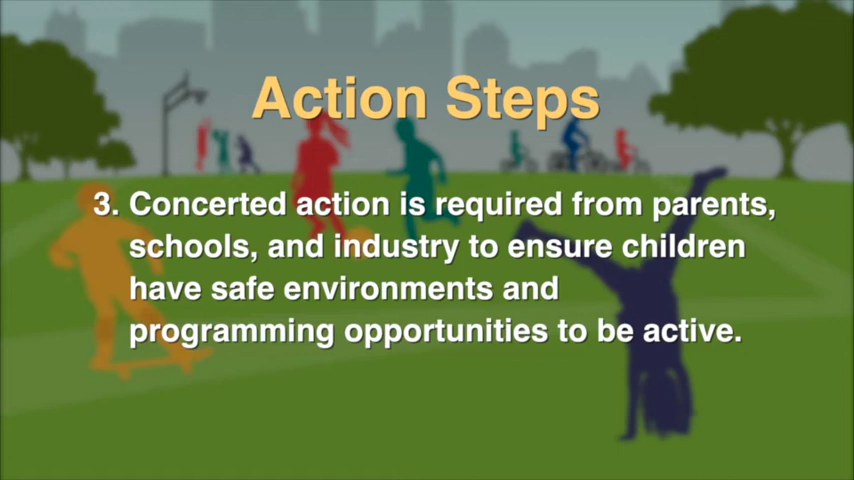 Action Steps
3. Concerted action is required from parents,
schools, and industry to ensure children
have safe environments and
programming opportunities to be active.